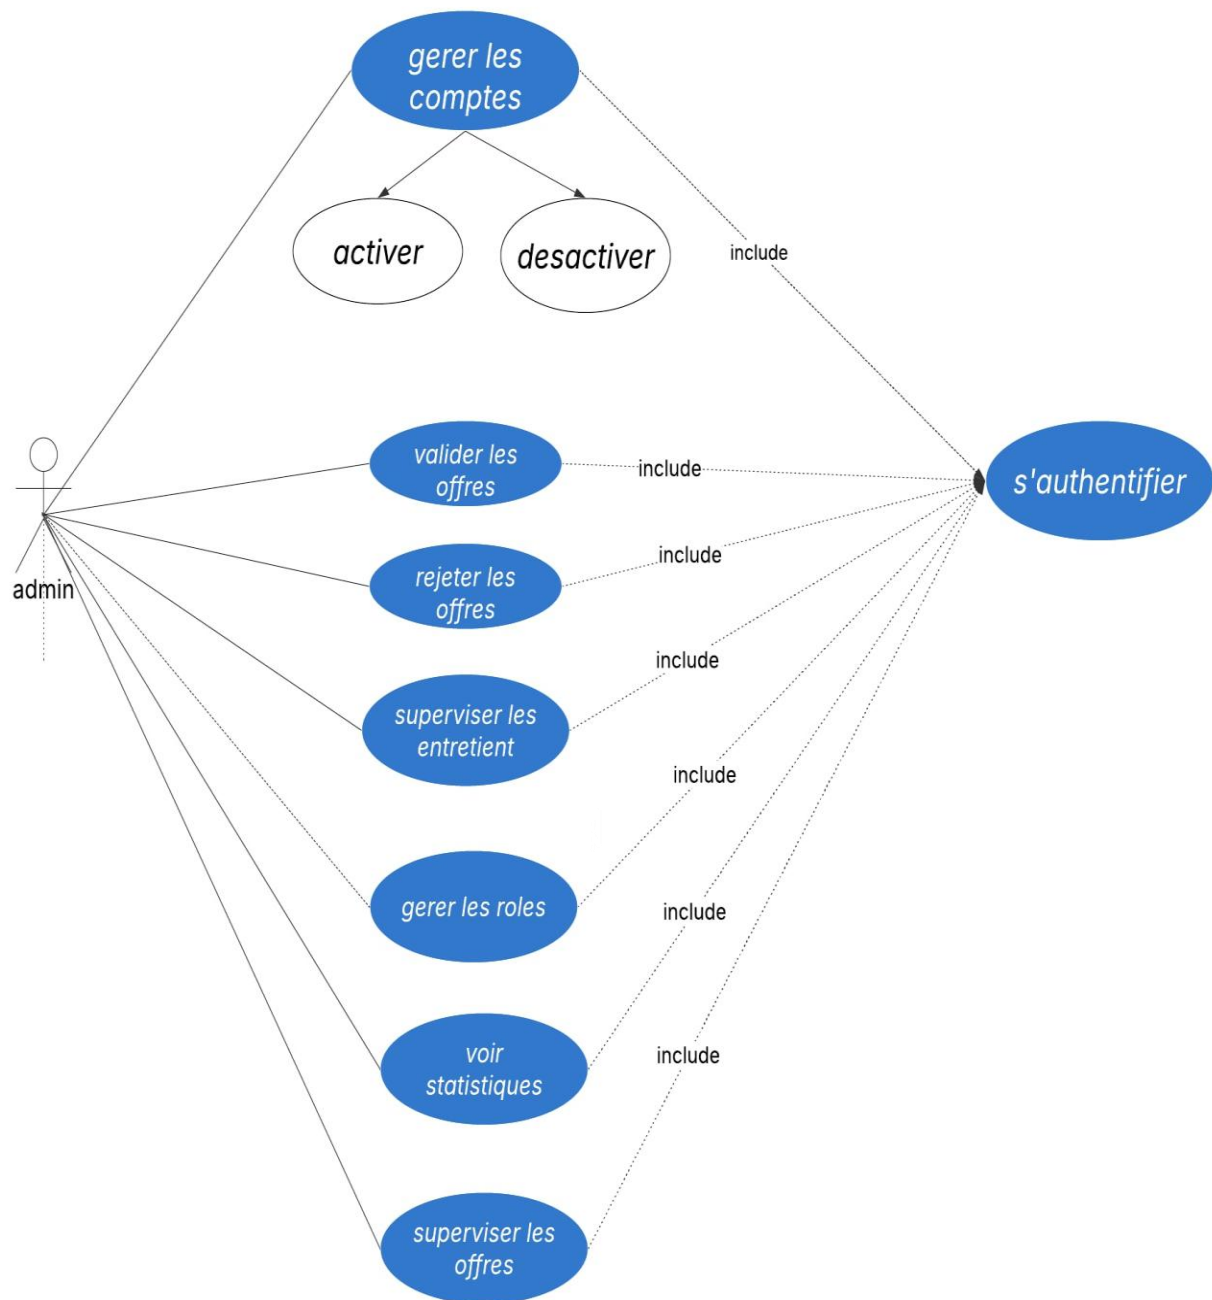 gerer les
comptes
activer
desactiver
include
valider les
offres
include
s'authentifier
rejeter les
offres
include
admin
superviser les
entretient
include
gerer les roles
include
voir
statistiques
include
superviser les
offres
include